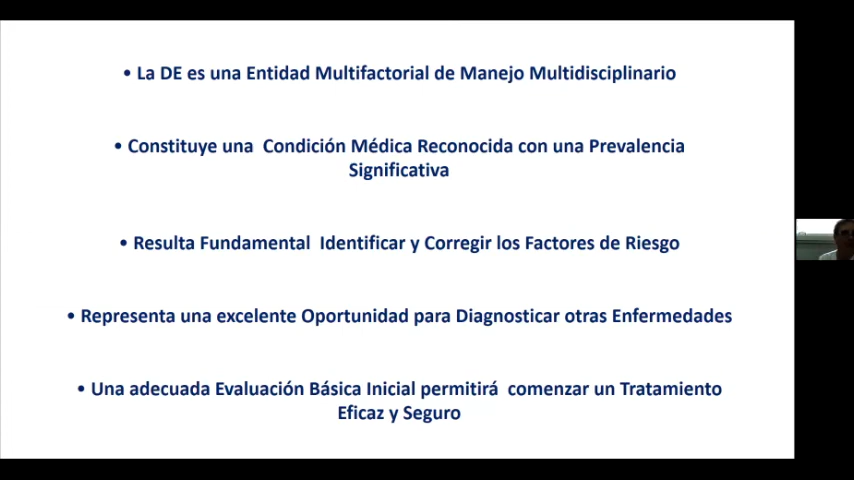 • La DE es una Entidad Multifactorial de Manejo Multidisciplinario
• Constituye una  Condición Médica Reconocida con una Prevalencia
Significativa
• Resulta Fundamental  Identificar y Corregir los Factores de Riesgo
• Representa una excelente Oportunidad para Diagnosticar otras Enfermedades
• Una adecuada Evaluación Básica Inicial permitirá  comenzar un Tratamiento
Eficaz y Seguro